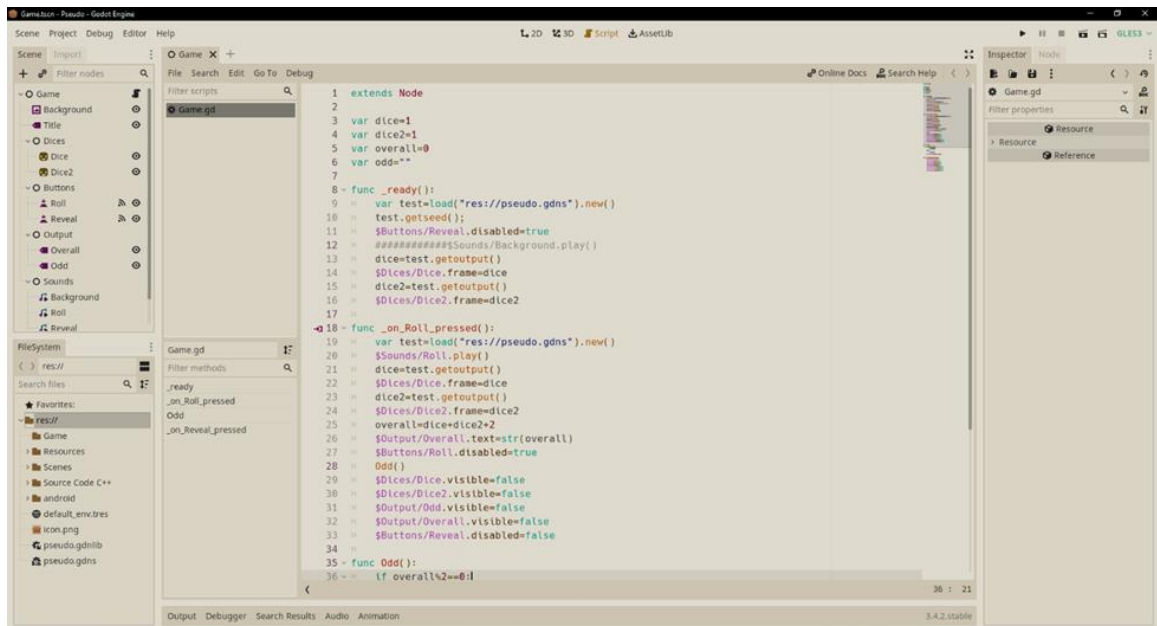 Game.tscn - Pseudo - Godot Engine
Scene Project Debug Editor Help
2D 3D Script AssetLib
GLES3
Scene Import
Filter nodes
Game
Background
Title
Dices
Dice
Dice2
Buttons
Roll
Reveal
Output
Overall
Odd
Sounds
Background
Roll
Reveal
FileSystem
res://
Search files
Favorites:
res://
Game
Resources
Scenes
Source Code C++
android
default_env.tres
icon.png
pseudo.gdnlib
pseudo.gdns
Game
File Search Edit Go To Debug
Online Docs Search Help
Filter scripts
Game.gd
Game.gd
Filter methods
_ready
_on_Roll_pressed
Odd
_on_Reveal_pressed
1 extends Node
2
3 var dice=1
4 var dice2=1
5 var overall=0
6 var odd=""
7
8 func _ready():
9 var test=load("res://pseudo.gdns").new()
10 test.getseed();
11 $Buttons/Reveal.disabled=true
12 ############$Sounds/Background.play()
13 dice=test.getoutput()
14 $Dices/Dice.frame=dice
15 dice2=test.getoutput()
16 $Dices/Dice2.frame=dice2
17
18 func _on_Roll_pressed():
19 var test=load("res://pseudo.gdns").new()
20 $Sounds/Roll.play()
21 dice=test.getoutput()
22 $Dices/Dice.frame=dice
23 dice2=test.getoutput()
24 $Dices/Dice2.frame=dice2
25 overall=dice+dice2+2
26 $Output/Overall.text=str(overall)
27 $Buttons/Roll.disabled=true
28 Odd()
29 $Dices/Dice.visible=false
30 $Dices/Dice2.visible=false
31 $Output/Odd.visible=false
32 $Output/Overall.visible=false
33 $Buttons/Reveal.disabled=false
34
35 func Odd():
36 if overall%2==0:
36 : 21
Output Debugger Search Results Audio Animation
3.4.2.stable
Inspector Node
Game.gd
Filter properties
Resource
Resource
Reference